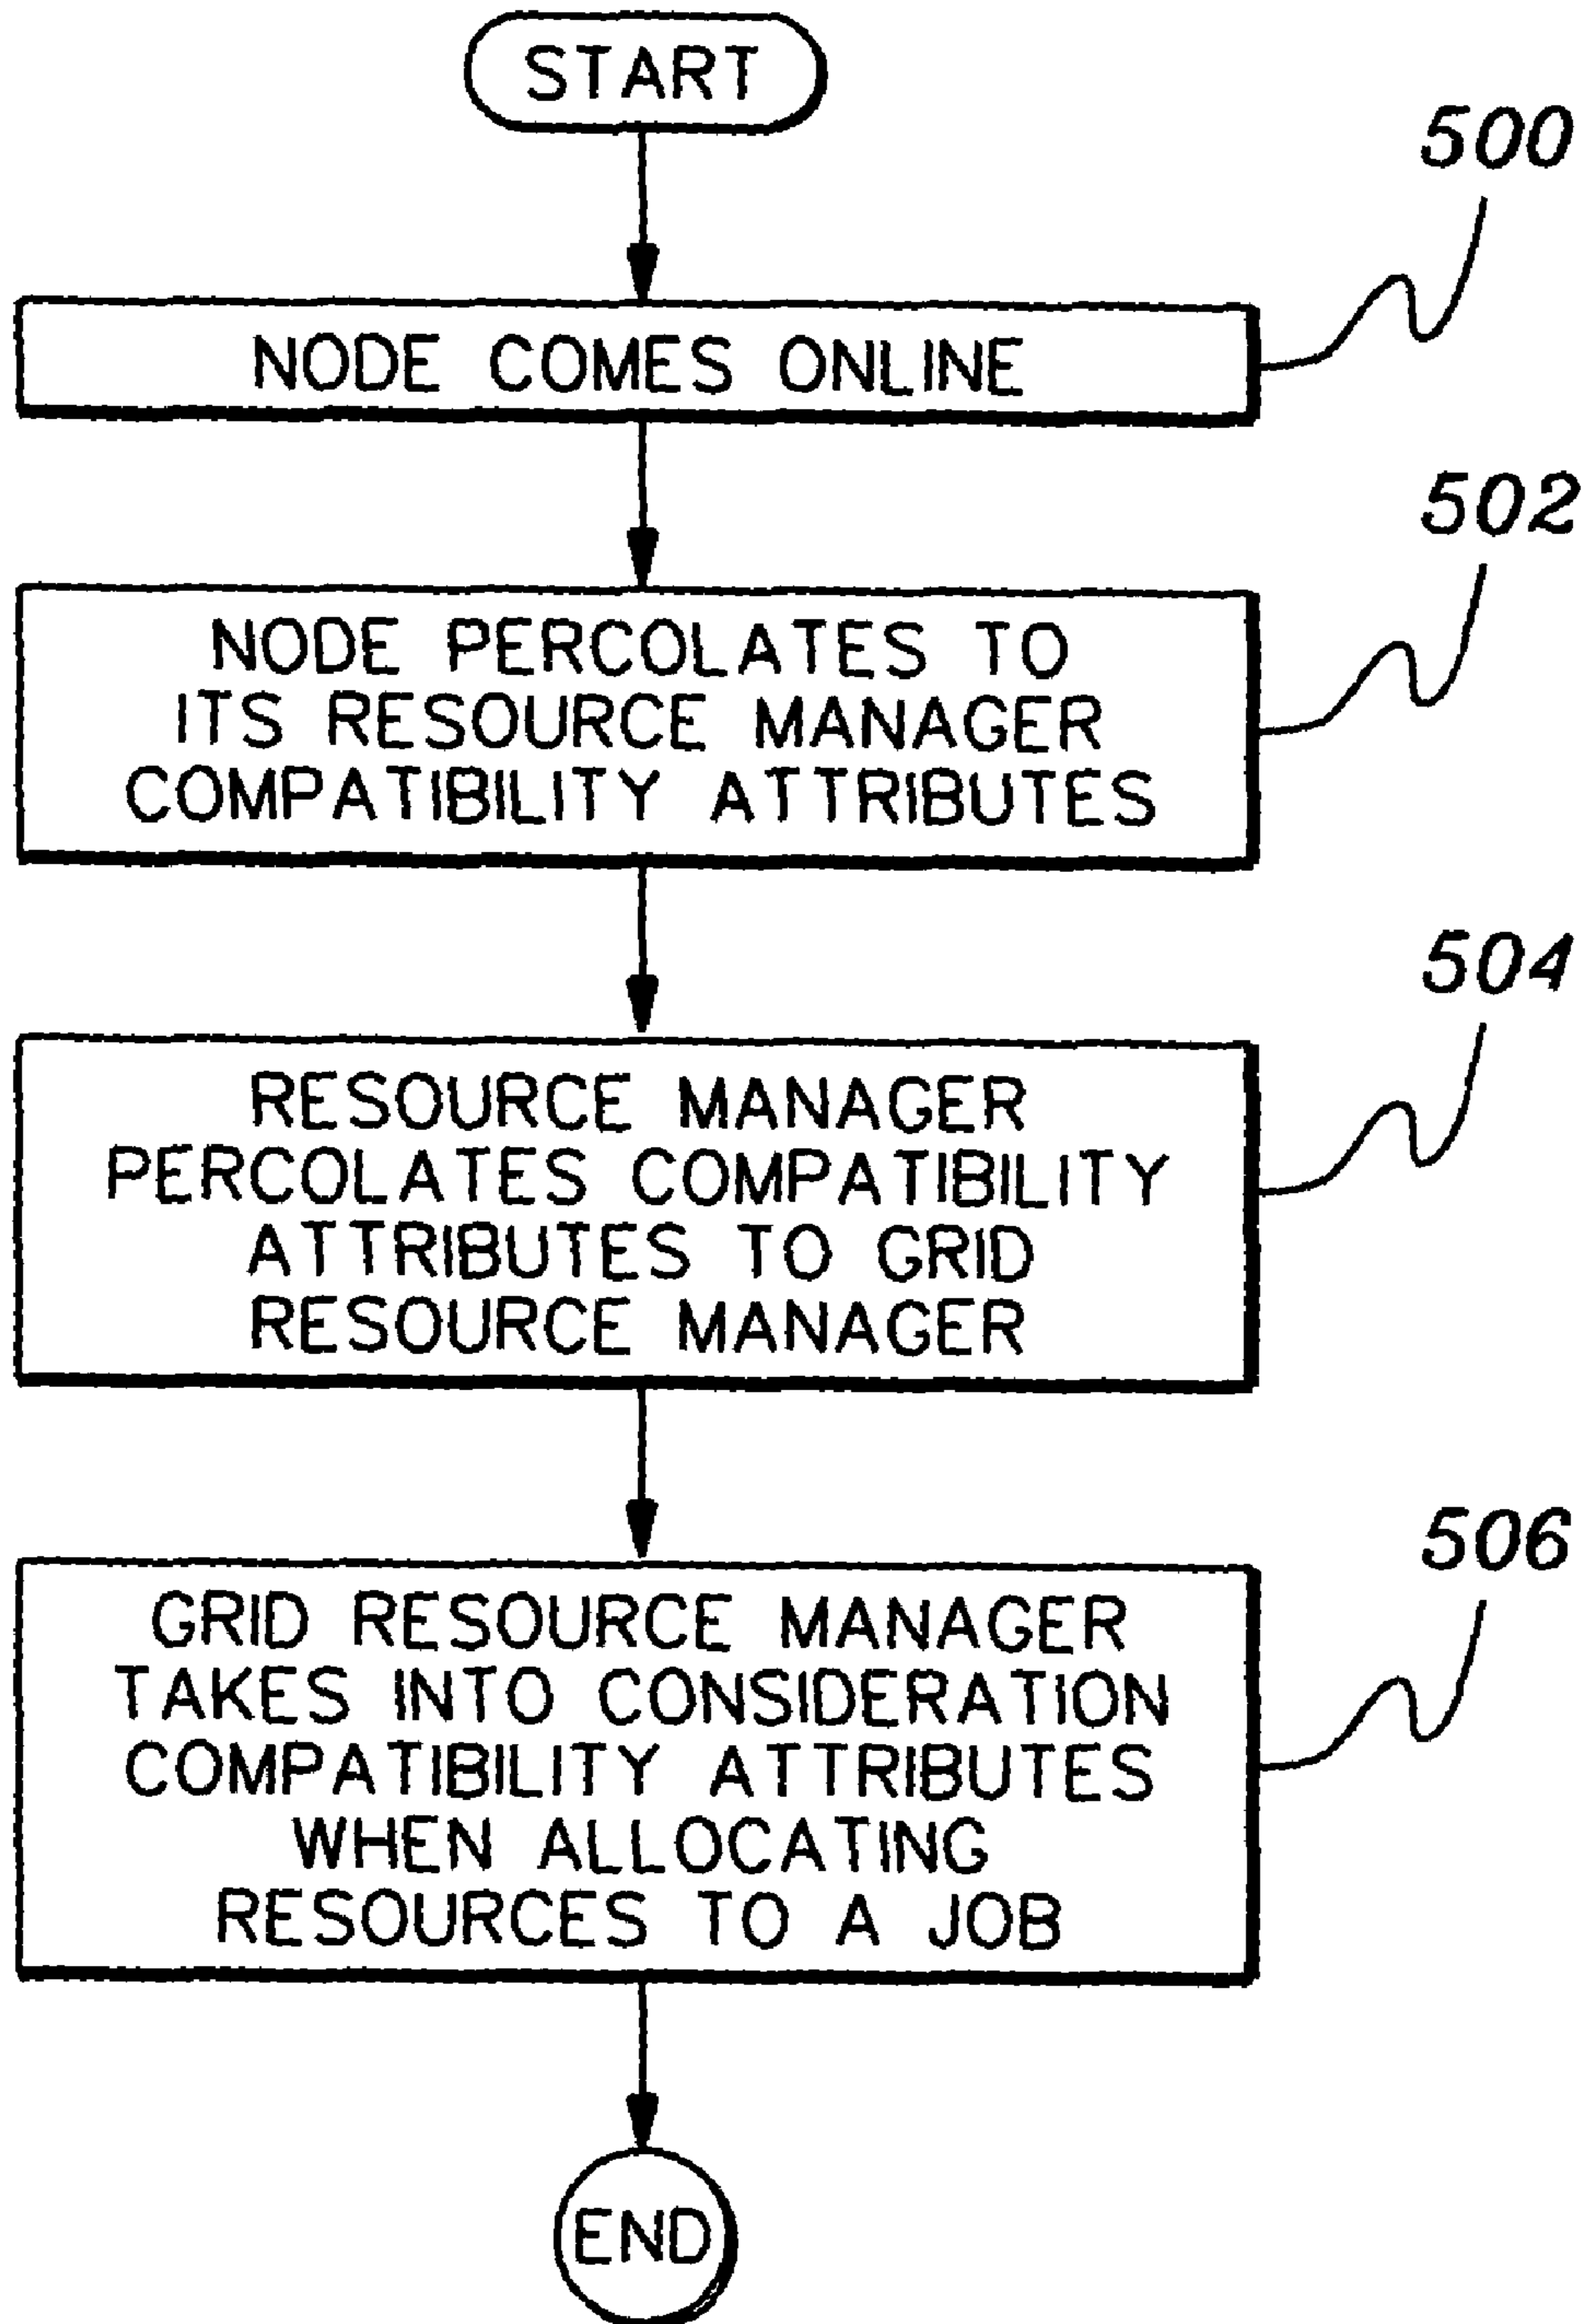 START
500
NODE COMES ONLINE
502
NODE PERCOLATES TO
ITS RESOURCE MANAGER
COMPATIBILITY ATTRIBUTES
504
RESOURCE MANAGER
PERCOLATES COMPATIBILITY
ATTRIBUTES TO GRID
RESOURCE MANAGER
506
GRID RESOURCE MANAGER
TAKES INTO CONSIDERATION
COMPATIBILITY ATTRIBUTES
WHEN ALLOCATING
RESOURCES TO A JOB
END